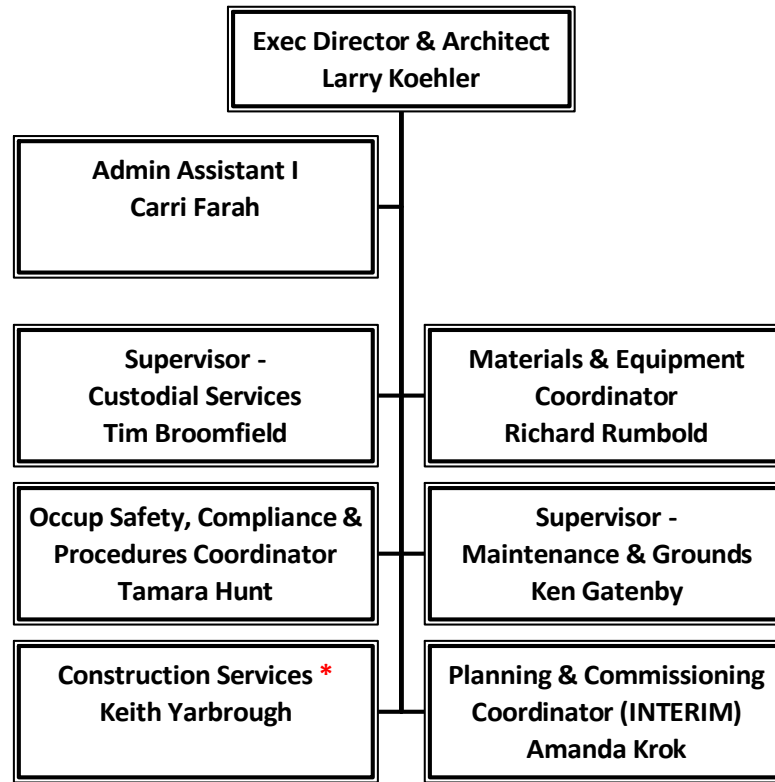 Exec Director & Architect
Larry Koehler
Admin Assistant I
Carri Farah
Supervisor -
Custodial Services
Tim Broomfield
Materials & Equipment
Coordinator
Richard Rumbold
Occup Safety, Compliance &
Procedures Coordinator
Tamara Hunt
Supervisor -
Maintenance & Grounds
Ken Gatenby
Construction Services *
Keith Yarbrough
Planning & Commissioning
Coordinator (INTERIM)
Amanda Krok